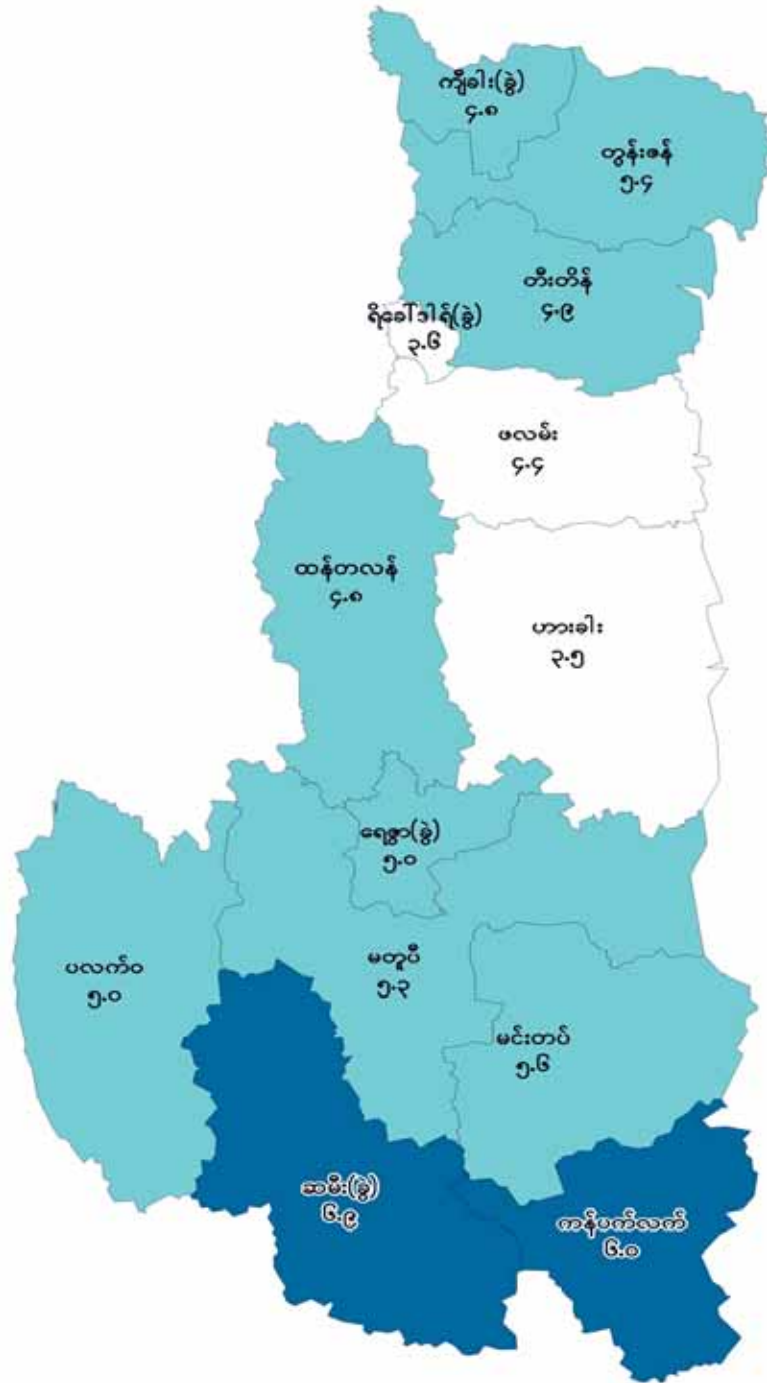 ကျီခါး(ခွဲ)
၄.၈
တွန်းဇန်
၅.၄
တီးတိန်
၄.၉
ရိခေါ်ဒါရ်(ခွဲ)
၃.၆
ဖလမ်း
၄.၄
ထန်တလန်
၄.၈
ဟားခါး
၃.၅
ရေဇွာ(ခွဲ)
၅.၀
ပလက်ဝ
၅.၀
မတူပီ
၅.၃
မင်းတပ်
၅.၆
ဆမီး(ခွဲ)
၆.၉
ကန်ပက်လက်
၆.၀